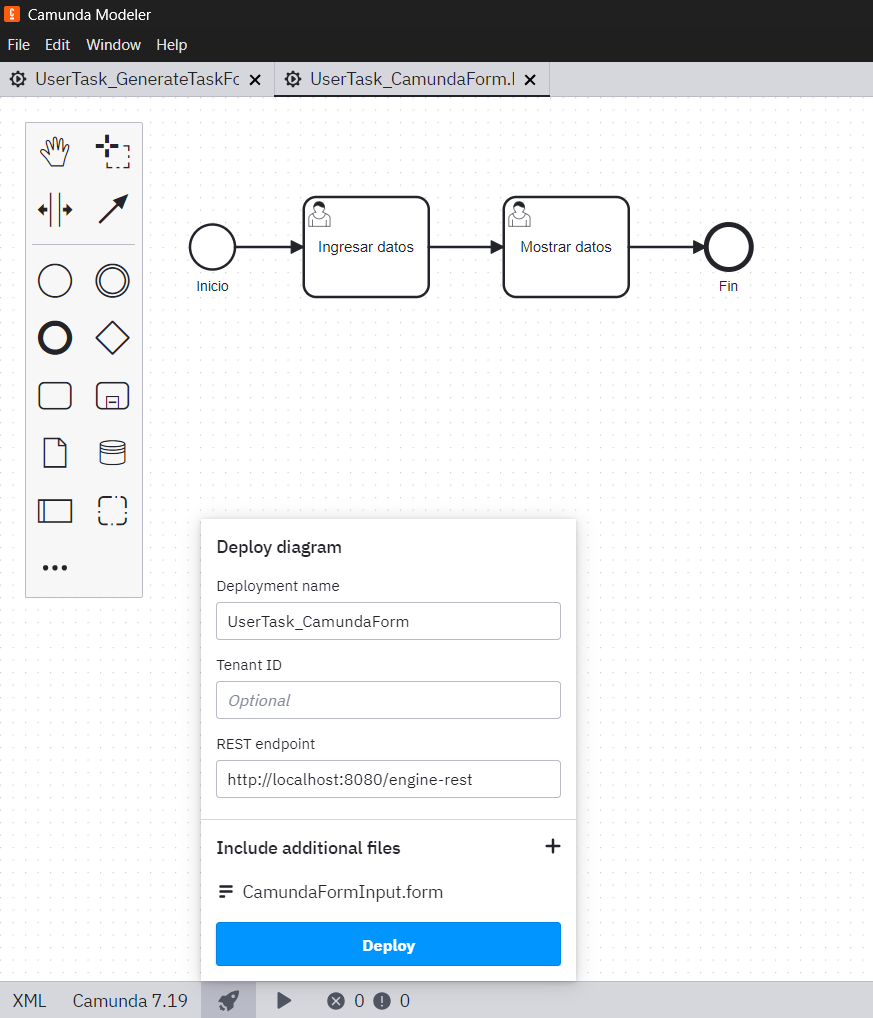 Camunda Modeler
File Edit Window Help
UserTask_GenerateTaskFo
UserTask_CamundaForm.l
Ingresar datos
Mostrar datos
Inicio
Fin
Deploy diagram
Deployment name
UserTask_CamundaForm
Tenant ID
Optional
REST endpoint
http://localhost:8080/engine-rest
Include additional files
CamundaFormInput.form
Deploy
XML Camunda 7.19 0 0